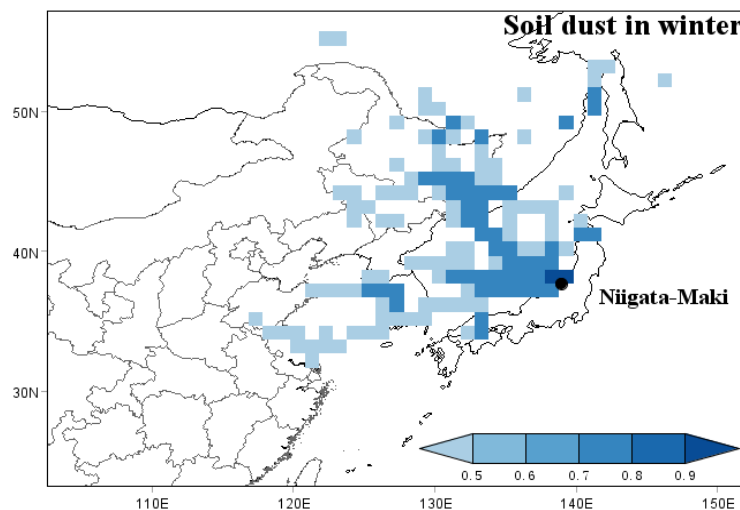 Soil dust in winter
50N
40N
Niigata-Maki
30N
0.5 0.6 0.7 0.8 0.9
110E 120E 130E 140E 150E